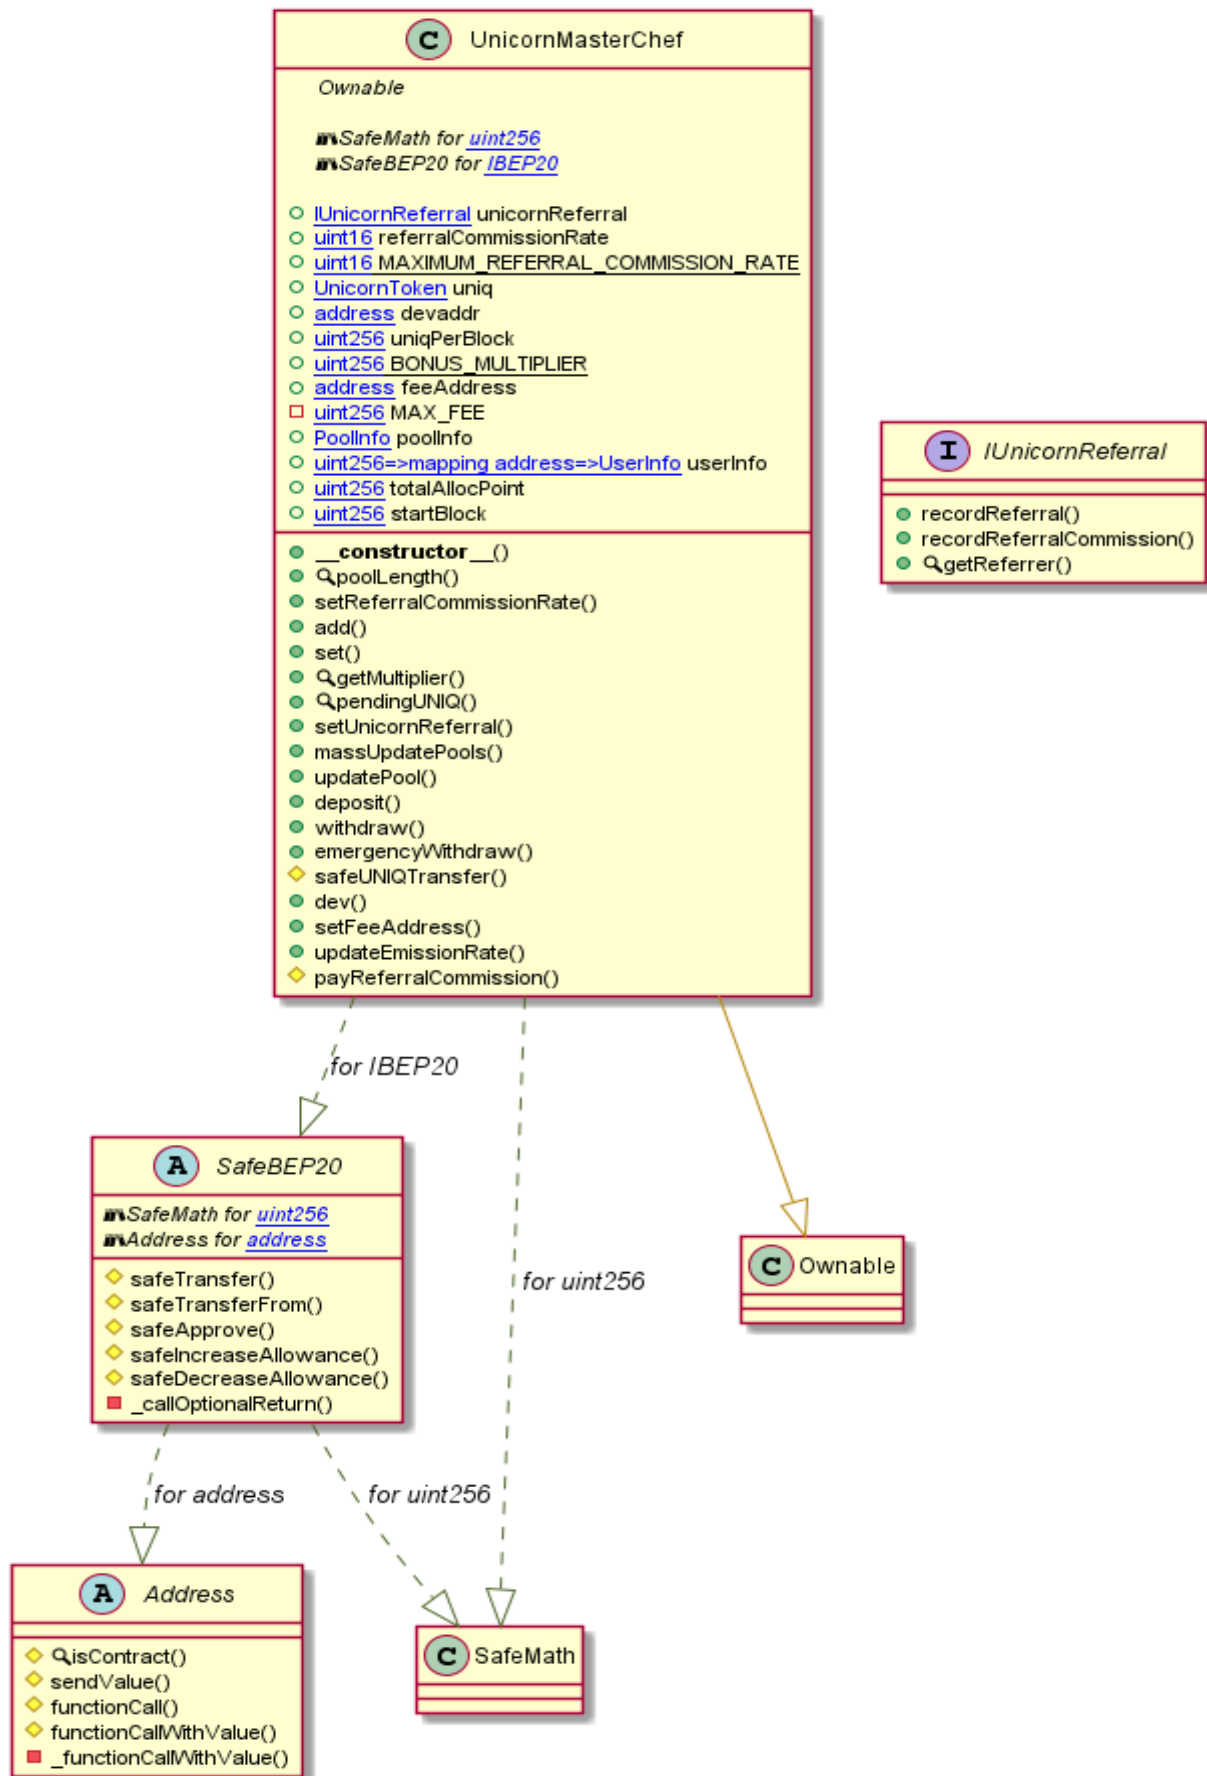 C UnicornMasterChef
Ownable
SafeMath for uint256
SafeBEP20 for IBEP20
IUnicornReferral unicornReferral
uint16 referralCommissionRate
uint16 MAXIMUM_REFERRAL_COMMISSION_RATE
UnicornToken uniq
address devaddr
uint256 uniqPerBlock
uint256 BONUS_MULTIPLIER
address feeAddress
uint256 MAX_FEE
PoolInfo poolInfo
uint256=>mapping address=>UserInfo userInfo
uint256 totalAllocPoint
uint256 startBlock
__constructor__()
poolLength()
setReferralCommissionRate()
add()
set()
getMultiplier()
pendingUNIQ()
setUnicornReferral()
massUpdatePools()
updatePool()
deposit()
withdraw()
emergencyWithdraw()
safeUNIQTransfer()
dev()
setFeeAddress()
updateEmissionRate()
payReferralCommission()
I IUnicornReferral
recordReferral()
recordReferralCommission()
getReferrer()
for IBEP20
A SafeBEP20
SafeMath for uint256
Address for address
safeTransfer()
safeTransferFrom()
safeApprove()
safeIncreaseAllowance()
safeDecreaseAllowance()
_callOptionalReturn()
for uint256
C Ownable
for address
for uint256
A Address
isContract()
sendValue()
functionCall()
functionCallWithValue()
_functionCallWithValue()
C SafeMath